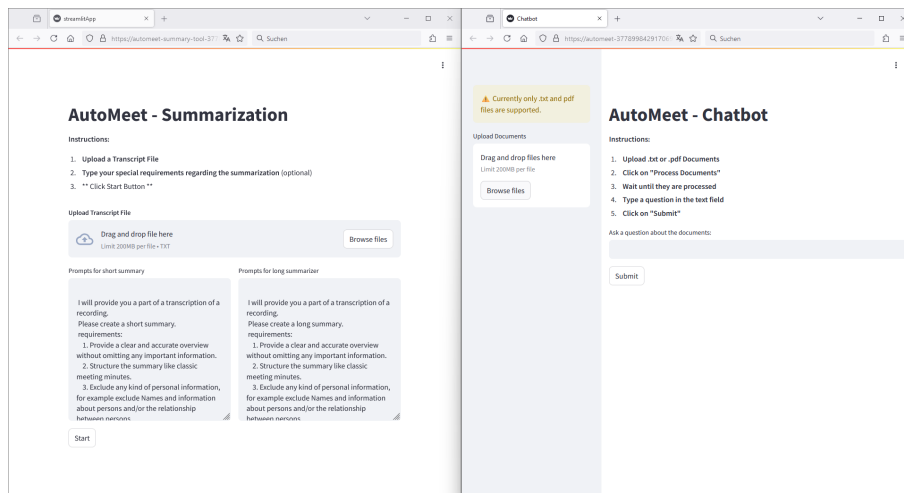 streamlitApp
https://automeet-summary-tool-377
Suchen
AutoMeet - Summarization
Instructions:
1. Upload a Transcript File
2. Type your special requirements regarding the summarization (optional)
3. ** Click Start Button **
Upload Transcript File
Drag and drop file here
Limit 200MB per file • TXT
Browse files
Prompts for short summary
I will provide you a part of a transcription of a
recording.
Please create a short summary.
requirements:
1. Provide a clear and accurate overview
without omitting any important information.
2. Structure the summary like classic
meeting minutes.
3. Exclude any kind of personal information,
for example exclude Names and information
about persons and/or the relationship
between persons.
Prompts for long summarizer
I will provide you a part of a transcription of a
recording.
Please create a long summary.
requirements:
1. Provide a clear and accurate overview
without omitting any important information.
2. Structure the summary like classic
meeting minutes.
3. Exclude any kind of personal information,
for example exclude Names and information
about persons and/or the relationship
between persons.
Start
Chatbot
Suchen
⚠ Currently only .txt and pdf
files are supported.
Upload Documents
Drag and drop files here
Limit 200MB per file
Browse files
AutoMeet - Chatbot
Instructions:
1. Upload .txt or .pdf Documents
2. Click on "Process Documents"
3. Wait until they are processed
4. Type a question in the text field
5. Click on "Submit"
Ask a question about the documents:
Submit